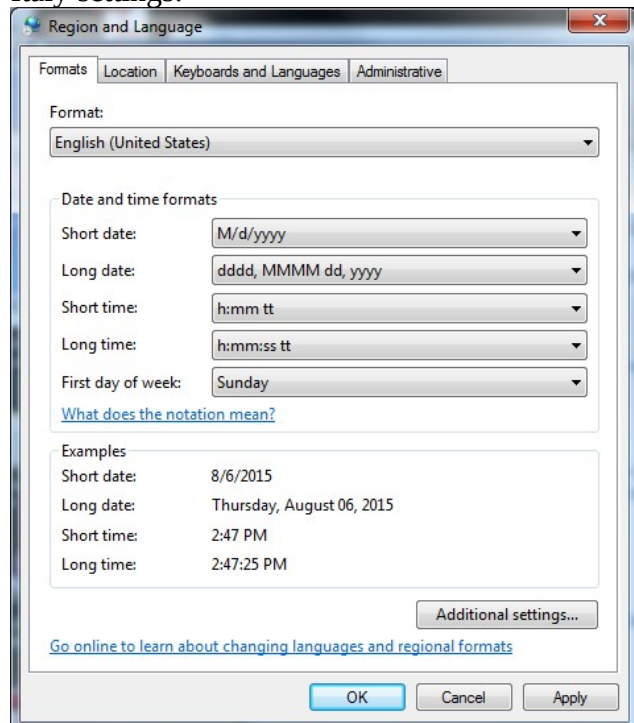 Italy settings.
Region and Language
Formats Location Keyboards and Languages Administrative
Format:
English (United States)
Date and time formats
Short date: M/d/yyyy
Long date: dddd, MMMM dd, yyyy
Short time: h:mm tt
Long time: h:mm:ss tt
First day of week: Sunday
What does the notation mean?
Examples
Short date: 8/6/2015
Long date: Thursday, August 06, 2015
Short time: 2:47 PM
Long time: 2:47:25 PM
Additional settings...
Go online to learn about changing languages and regional formats
OK Cancel Apply